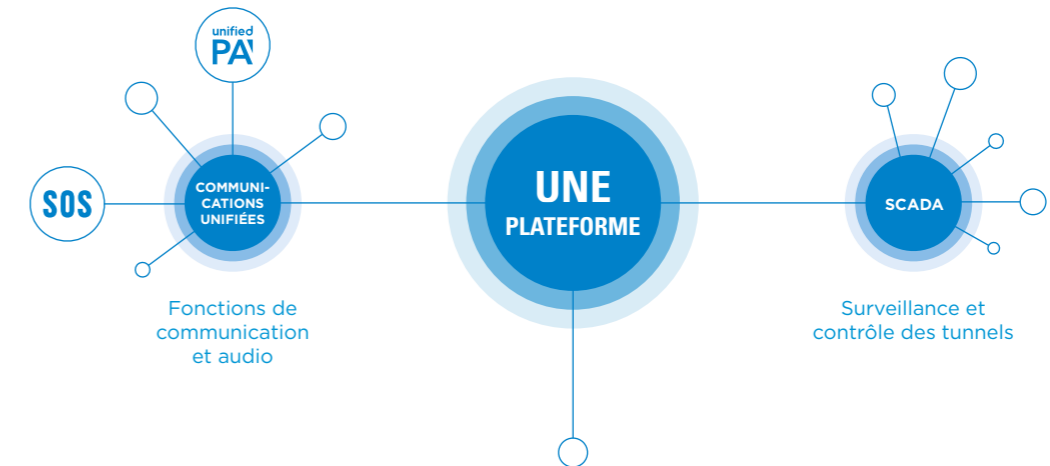 unified
PA
SOS
COMMUNI-
CATIONS
UNIFIÉES
Fonctions de
communication
et audio
UNE
PLATEFORME
SCADA
Surveillance et
contrôle des tunnels